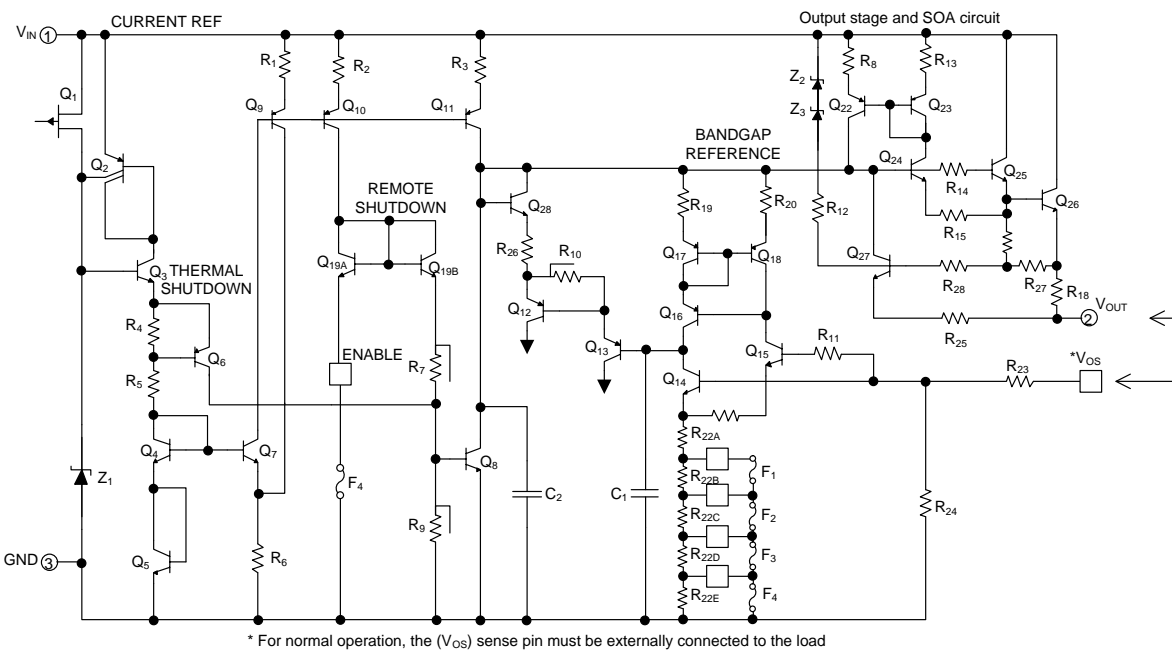 CURRENT REF
Output stage and SOA circuit
VIN 1
R1
R2
R3
R8
R13
Z2
Z3
Q1
Q9
Q10
Q11
Q22
Q23
BANDGAP
REFERENCE
Q2
Q24
R14
Q25
REMOTE
SHUTDOWN
Q28
R19
R20
R12
R15
Q26
R26
R10
Q17
Q18
Q27
Q3
THERMAL
SHUTDOWN
Q19A
Q19B
R28
R27
R18
VOUT
2
R4
Q12
Q16
R25
Q6
ENABLE
R7
Q13
Q15
R11
*VOS
R5
Q14
R23
Q4
Q7
Q8
R22A
Z1
F4
C2
C1
R22B
F1
R22C
F2
R24
R9
R22D
F3
GND 3
Q5
R6
R22E
F4
* For normal operation, the (VOS) sense pin must be externally connected to the load